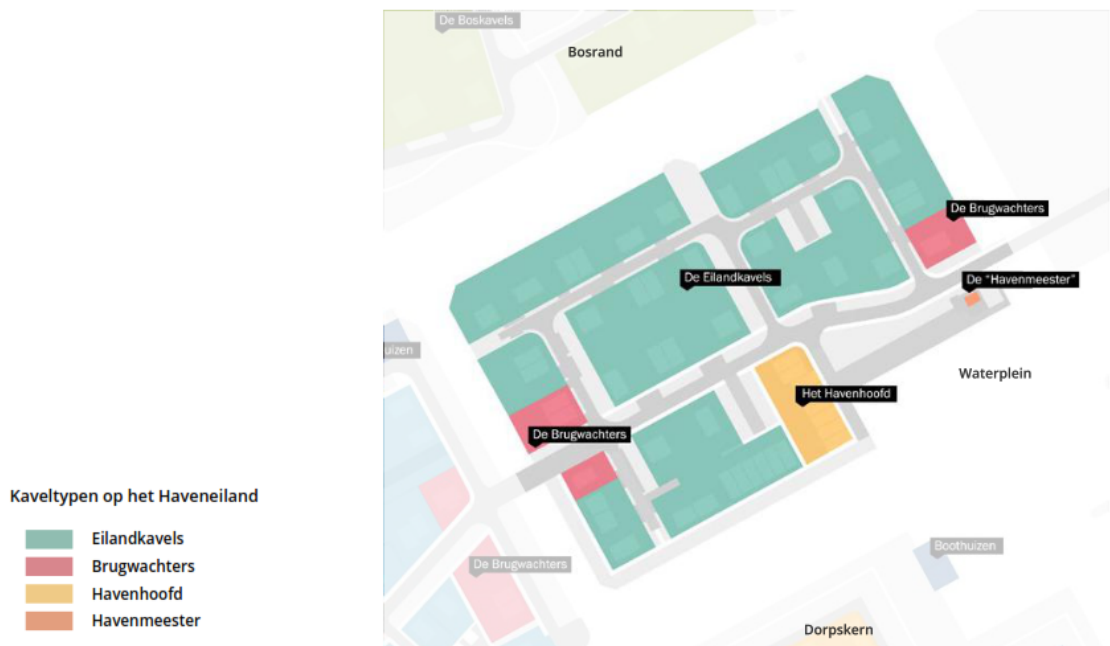 De Boskavels
Bosrand
De Brugwachters
De Eilandkavels
De "Havenmeester"
uizen
Waterplein
Het Havenhoofd
De Brugwachters
Kaveltypen op het Haveneiland
Eilandkavels
Brugwachters
Havenhoofd
Havenmeester
Boothuizen
De Brugwachters
Dorpskern